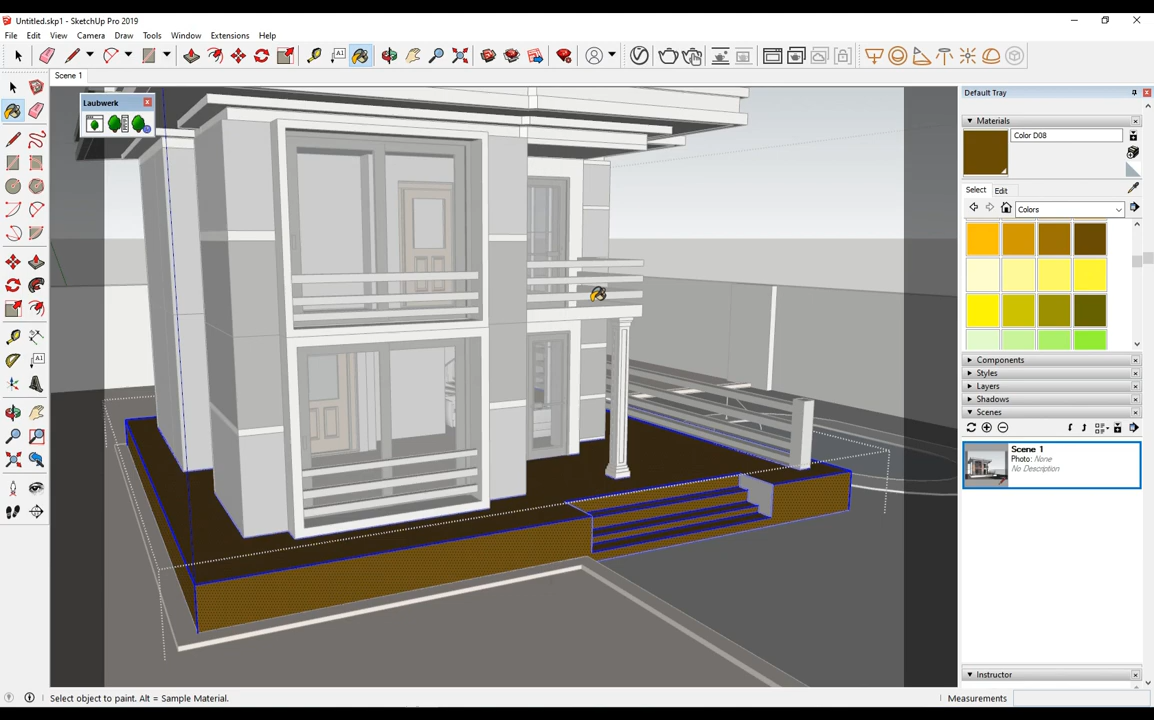 Untitled.skp1 - SketchUp Pro 2019
File Edit View Camera Draw Tools Window Extensions Help
Scene 1
Laubwerk
Default Tray
Materials
Color D08
Select Edit
Colors
Components
Styles
Layers
Shadows
Scenes
Scene 1
Photo: None
No Description
Instructor
Select object to paint. Alt = Sample Material.
Measurements